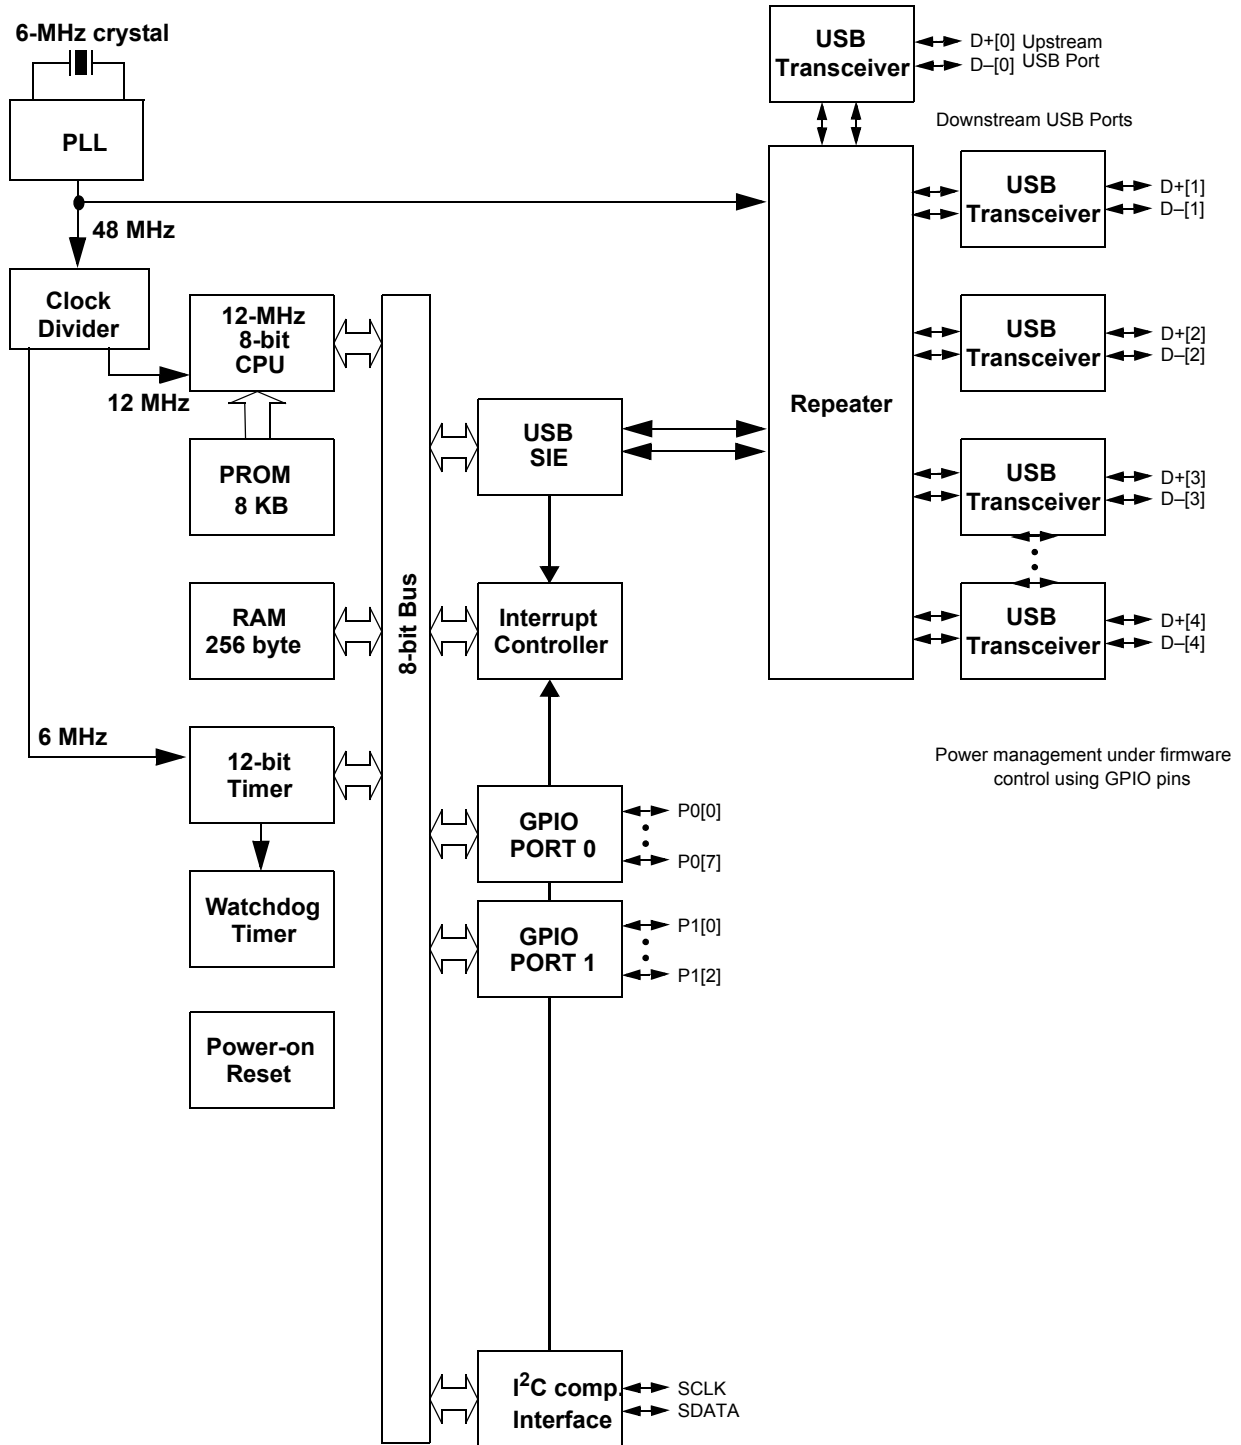 6-MHz crystal
PLL
48 MHz
Clock
Divider
12-MHz
8-bit
CPU
12 MHz
PROM
8 KB
RAM
256 byte
6 MHz
12-bit
Timer
Watchdog
Timer
Power-on
Reset
8-bit Bus
USB
SIE
Interrupt
Controller
GPIO
PORT 0
P0[0]
P0[7]
GPIO
PORT 1
P1[0]
P1[2]
I²C comp.
Interface
SCLK
SDATA
USB
Transceiver
D+[0] Upstream
D–[0] USB Port
Downstream USB Ports
Repeater
USB
Transceiver
D+[1]
D–[1]
USB
Transceiver
D+[2]
D–[2]
USB
Transceiver
D+[3]
D–[3]
USB
Transceiver
D+[4]
D–[4]
Power management under firmware
control using GPIO pins